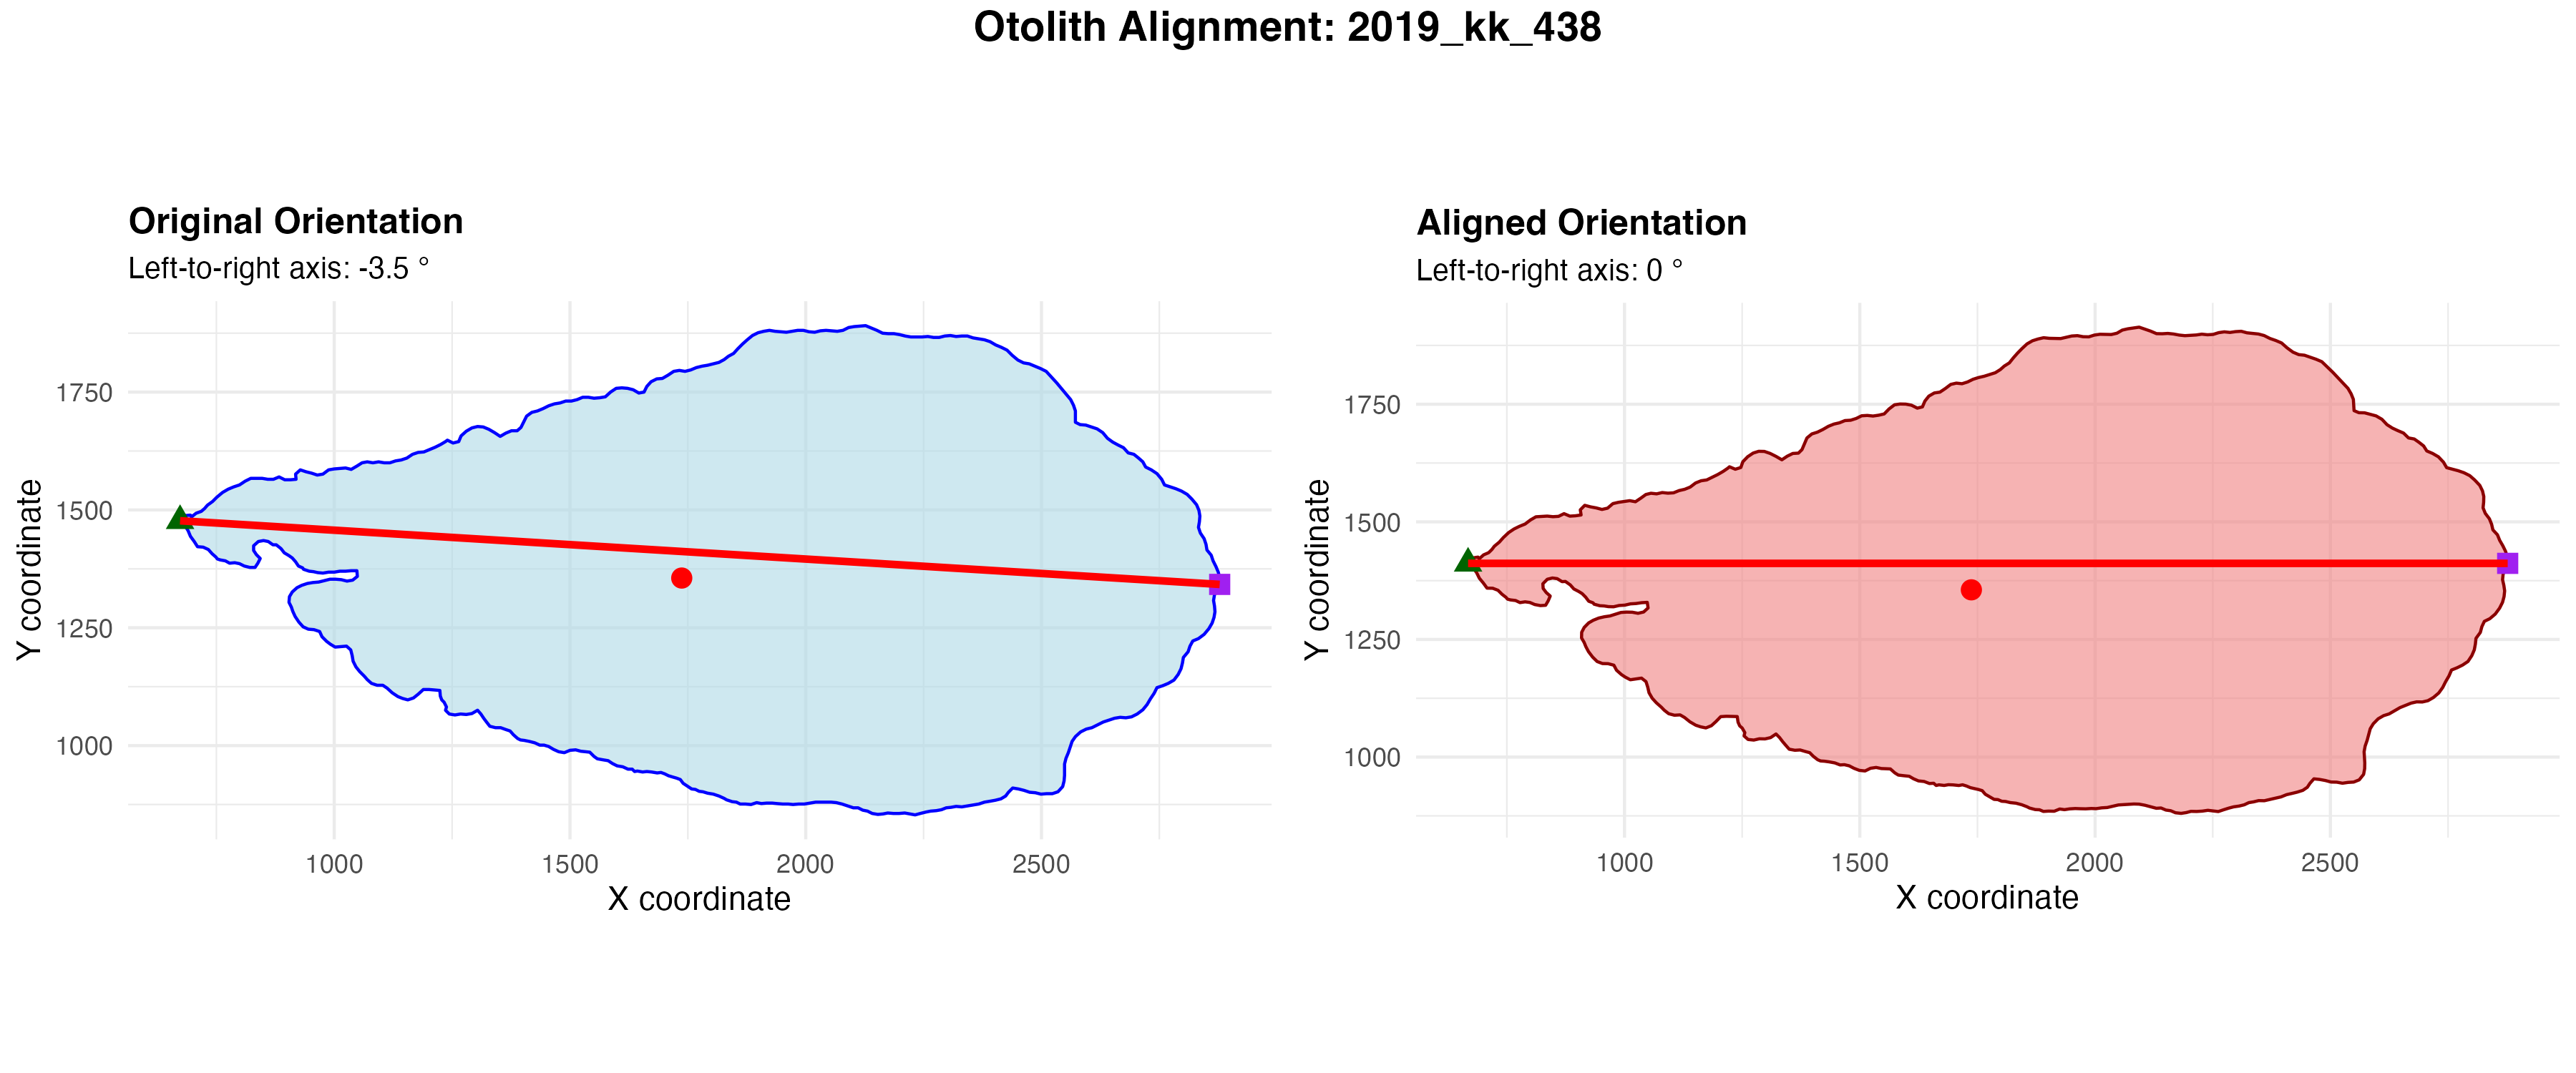 Otolith Alignment: 2019_kk_438
Original Orientation
Left-to-right axis: -3.5 °
1750
1500
1250
1000
Y coordinate
1000 1500 2000 2500
X coordinate
Aligned Orientation
Left-to-right axis: 0 °
1750
1500
1250
1000
Y coordinate
1000 1500 2000 2500
X coordinate